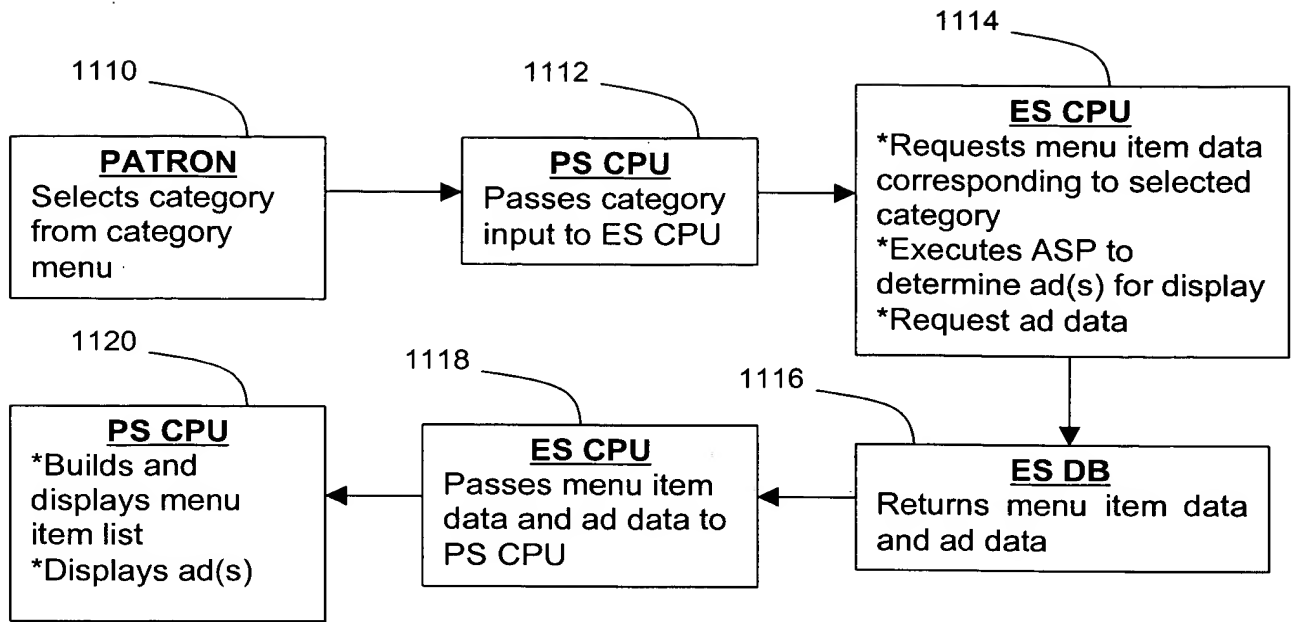 1110
PATRON
Selects category
from category
menu
1112
PS CPU
Passes category
input to ES CPU
1114
ES CPU
*Requests menu item data
corresponding to selected
category
*Executes ASP to
determine ad(s) for display
*Request ad data
1116
ES DB
Returns menu item data
and ad data
1118
ES CPU
Passes menu item
data and ad data to
PS CPU
1120
PS CPU
*Builds and
displays menu
item list
*Displays ad(s)